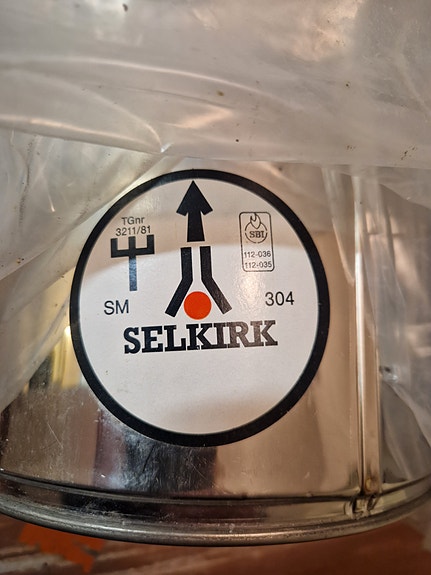 TGnr
3211/81
SBI
112-036
112-035
SM
304
SELKIRK